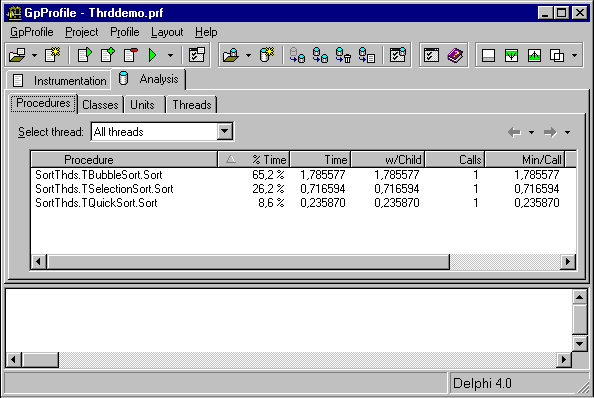 GpProfile - Thrddemo.prf
GpProfile Project Profile Layout Help
Instrumentation Analysis
Procedures Classes Units Threads
Select thread: All threads
Procedure % Time Time w/Child Calls Min/Call
SortThds.TBubbleSort.Sort 65,2 % 1,785577 1,785577 1 1,785577
SortThds.TSelectionSort.Sort 26,2 % 0,716594 0,716594 1 0,716594
SortThds.TQuickSort.Sort 8,6 % 0,235870 0,235870 1 0,235870
Delphi 4.0